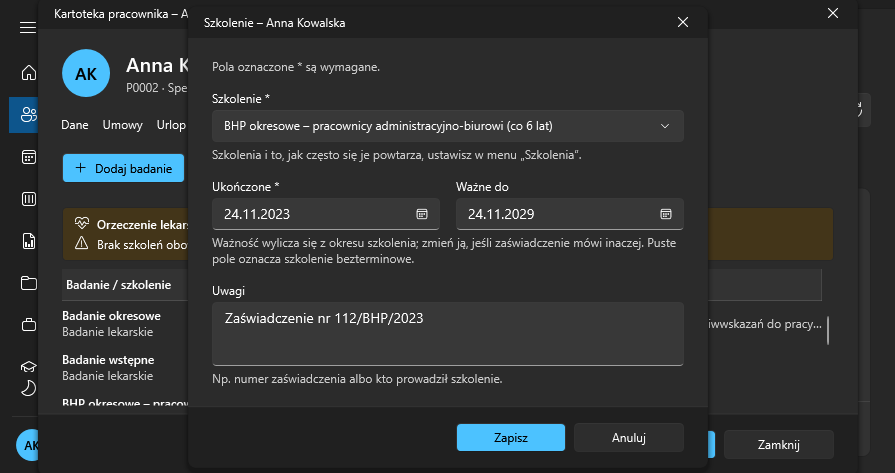 Kartoteka pracownika – A
Szkolenie – Anna Kowalska
AK
Anna K
P0002 · Spe
Dane Umowy Urlop
+ Dodaj badanie
Orzeczenie lekars
Brak szkoleń obo
Badanie / szkolenie
Badanie okresowe
Badanie lekarskie
Badanie wstępne
Badanie lekarskie
BHP okresowe – pracow
Pola oznaczone * są wymagane.
Szkolenie *
BHP okresowe – pracownicy administracyjno-biurowi (co 6 lat)
Szkolenia i to, jak często się je powtarza, ustawisz w menu „Szkolenia”.
Ukończone * Ważne do
24.11.2023 24.11.2029
Ważność wylicza się z okresu szkolenia; zmień ją, jeśli zaświadczenie mówi inaczej. Puste
pole oznacza szkolenie bezterminowe.
Uwagi
Zaświadczenie nr 112/BHP/2023
Np. numer zaświadczenia albo kto prowadził szkolenie.
Zapisz Anuluj
iwwskazań do pracy...
Zamknij
AK